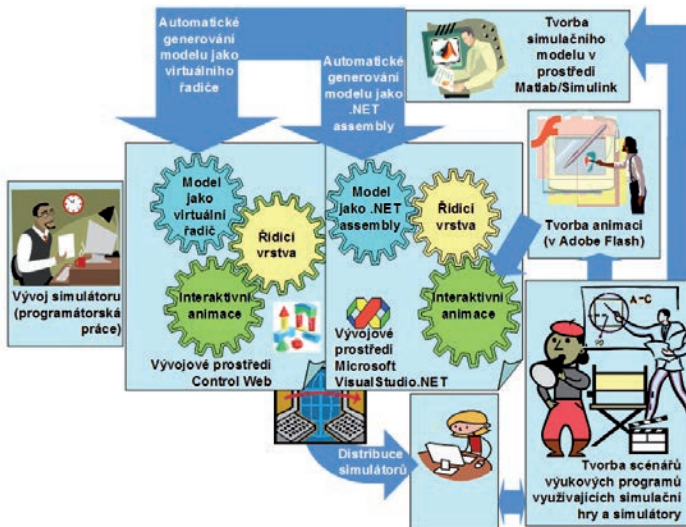 Automatické
generování
modelu jako
virtuálního
řadiče
Automatické
generování
modelu jako
.NET
assembly
Tvorba
simulačního
modelu v
prostředí
Matlab/Simulink
Model
jako
virtuální
řadič
Řídicí
vrstva
Interaktivní
animace
Vývojové prostředí
Control Web
Model
jako .NET
assembly
Řídicí
vrstva
Interaktivní
animace
Vývojové
prostředí
Microsoft
VisualStudio.NET
Tvorba animací
(v Adobe Flash)
Vývoj simulátoru
(programátorská
práce)
Distribuce
simulátorů
A-C
Tvorba scénářů
výukových programů
využívajících simulační
hry a simulátory